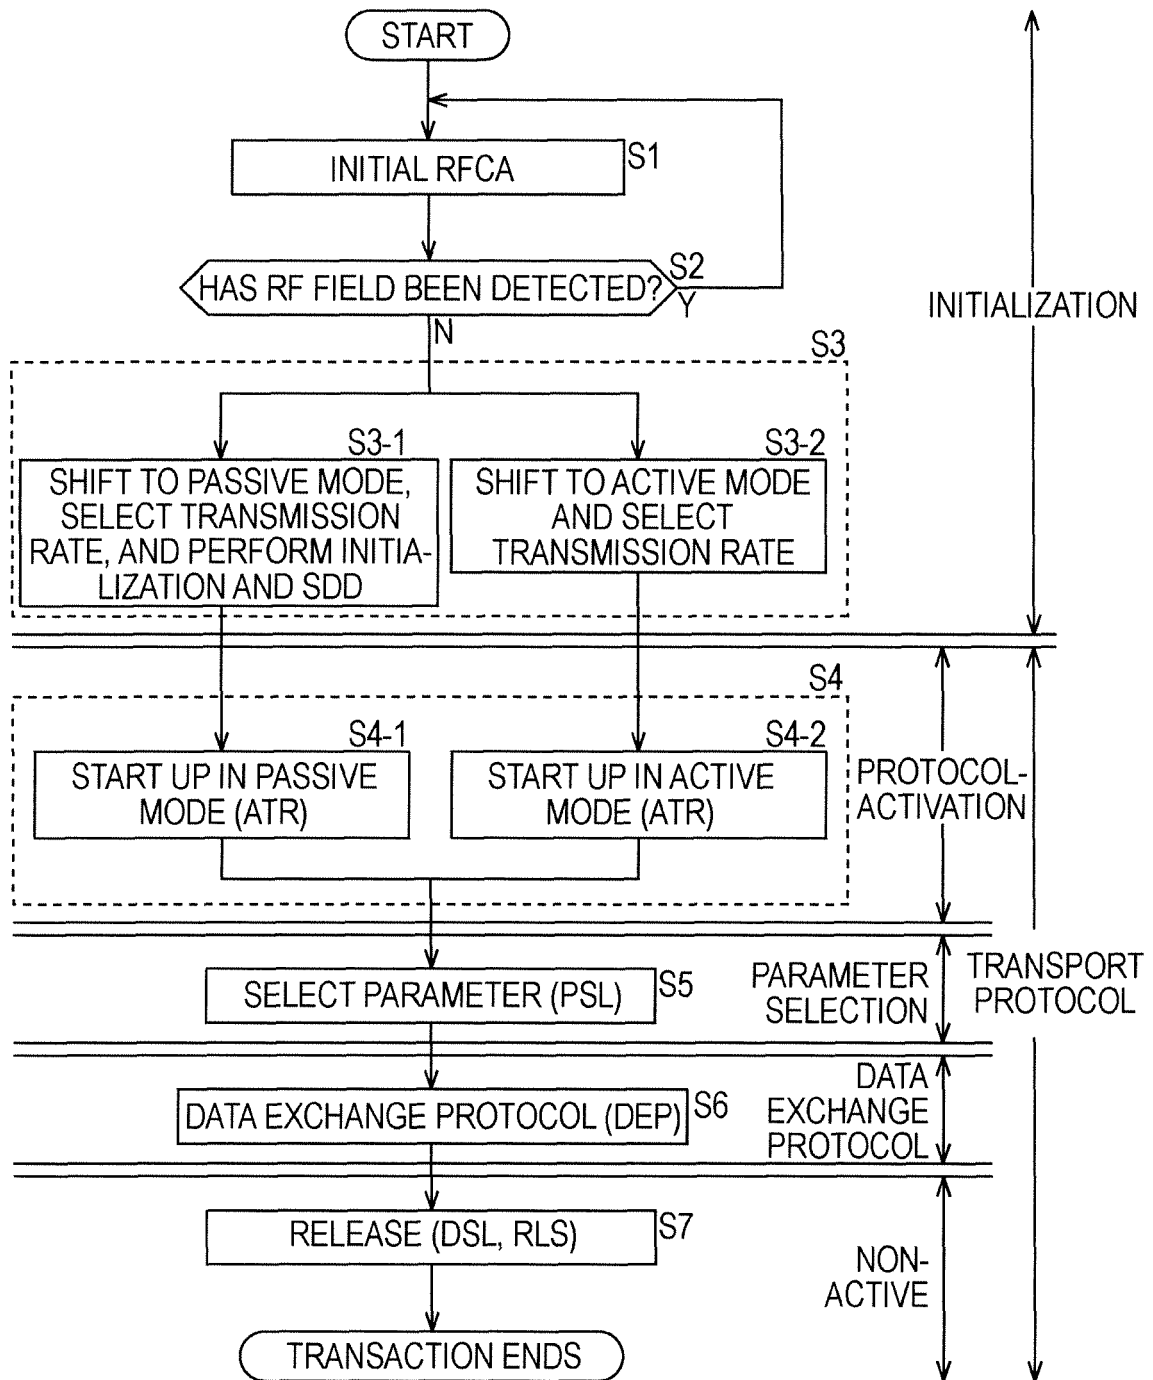 START
INITIAL RFCA
S1
HAS RF FIELD BEEN DETECTED?
S2
Y
N
INITIALIZATION
S3
S3-1
SHIFT TO PASSIVE MODE,
SELECT TRANSMISSION
RATE, AND PERFORM INITIA-
LIZATION AND SDD
S3-2
SHIFT TO ACTIVE MODE
AND SELECT
TRANSMISSION RATE
S4
S4-1
START UP IN PASSIVE
MODE (ATR)
S4-2
START UP IN ACTIVE
MODE (ATR)
PROTOCOL-
ACTIVATION
SELECT PARAMETER (PSL)
S5
PARAMETER
SELECTION
TRANSPORT
PROTOCOL
DATA EXCHANGE PROTOCOL (DEP)
S6
DATA
EXCHANGE
PROTOCOL
RELEASE (DSL, RLS)
S7
NON-
ACTIVE
TRANSACTION ENDS